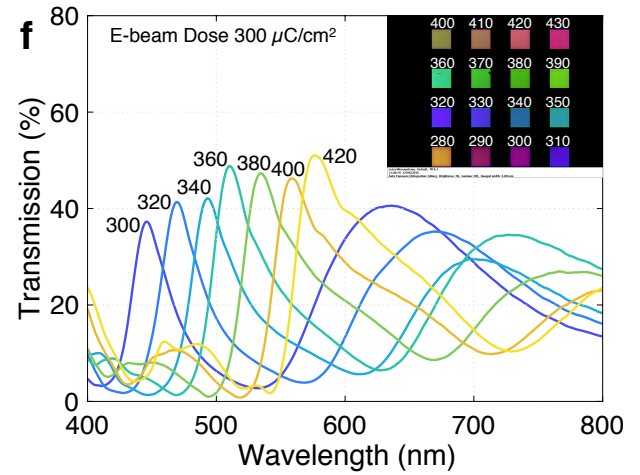 f
E-beam Dose 300 µC/cm²
400 410 420 430
360 370 380 390
320 330 340 350
280 290 300 310
Transmission (%)
80
60
40
20
0
300
320
340
360
380
400
420
400 500 600 700 800
Wavelength (nm)